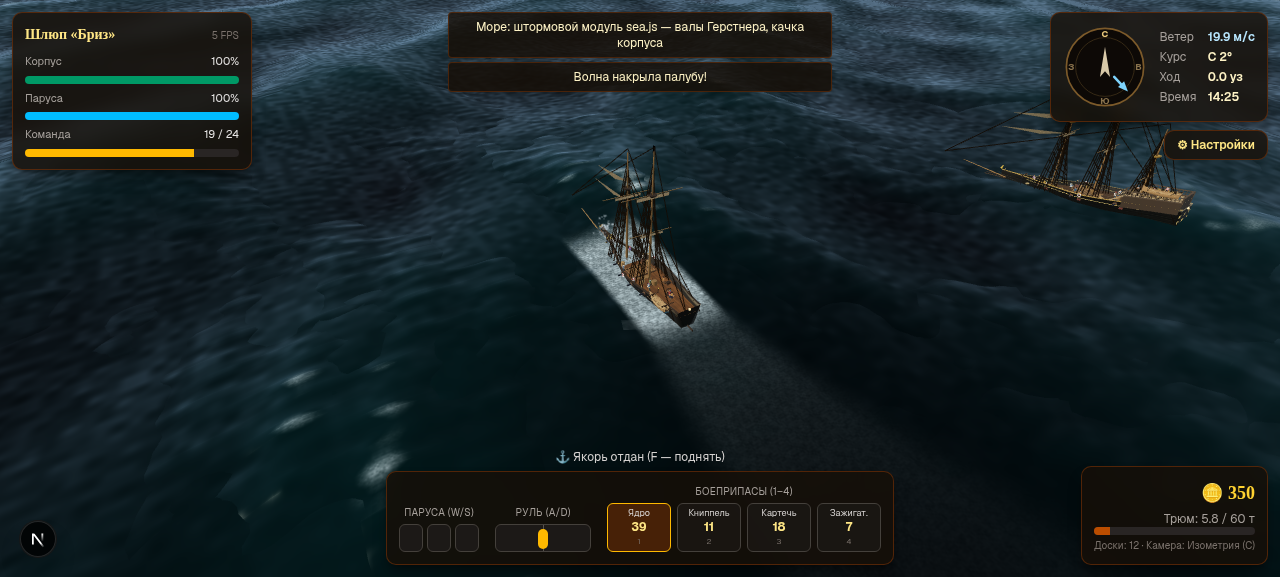 Шлюп «Бриз»
5 FPS
Корпус
100%
Паруса
100%
Команда
19 / 24
Море: штормовой модуль sea.js — валы Герстнера, качка
корпуса
Волна накрыла палубу!
С
З
В
Ю
Ветер 19.9 м/с
Курс С 2°
Ход 0.0 уз
Время 14:25
⚙ Настройки
⚓ Якорь отдан (F — поднять)
ПАРУСА (W/S)
РУЛЬ (A/D)
БОЕПРИПАСЫ (1–4)
Ядро
39
1
Книппель
11
2
Картечь
18
3
Зажигат.
7
4
350
Трюм: 5.8 / 60 т
Доски: 12 · Камера: Изометрия (C)
N